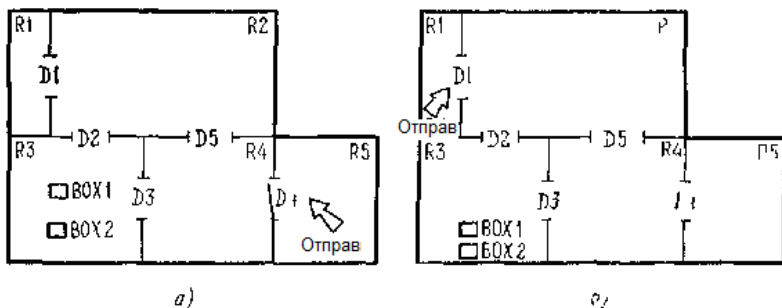 R1 R2
D1
D2 D5
R3 R4 R5
BOX1 D3
BOX2
Отправ
а)
R1
D1
Отправ
D2 D5
R3 R4
D3
BOX1
BOX2